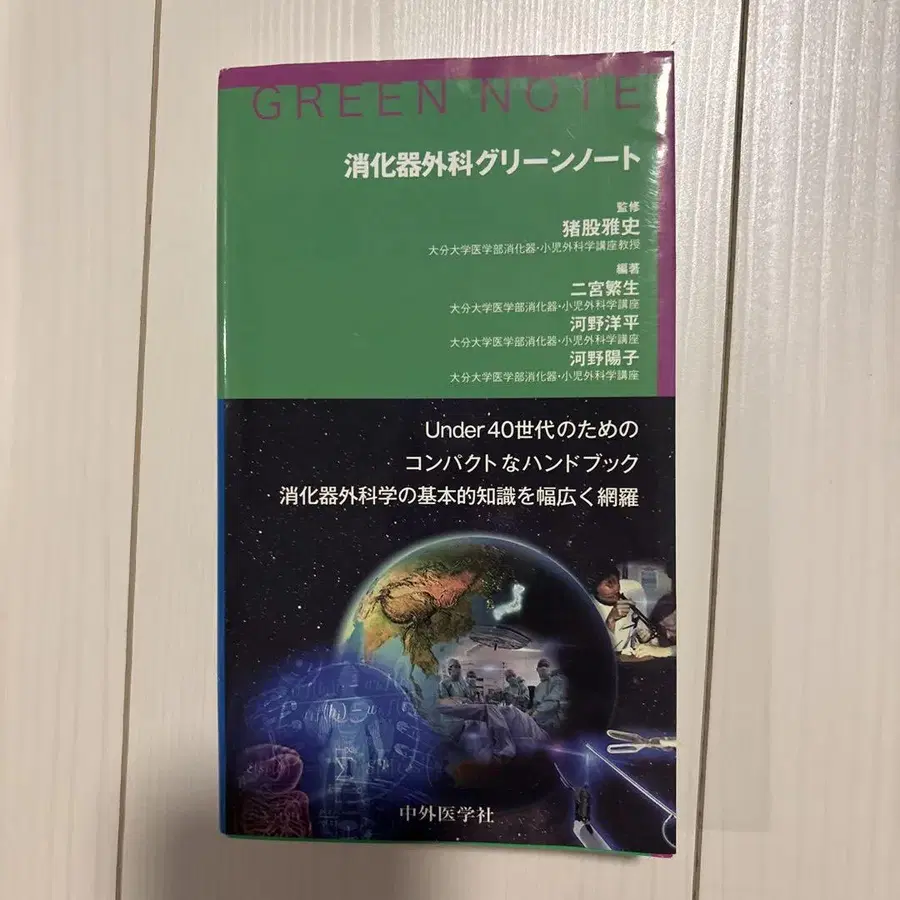 GREEN NOTE
消化器外科グリーンノート
監修
猪股雅史
大分大学医学部消化器・小児外科学講座教授
編著
二宮繁生
大分大学医学部消化器・小児外科学講座
河野洋平
大分大学医学部消化器・小児外科学講座
河野陽子
大分大学医学部消化器・小児外科学講座
Under 40世代のための
コンパクトなハンドブック
消化器外科学の基本的知識を幅広く網羅
中外医学社